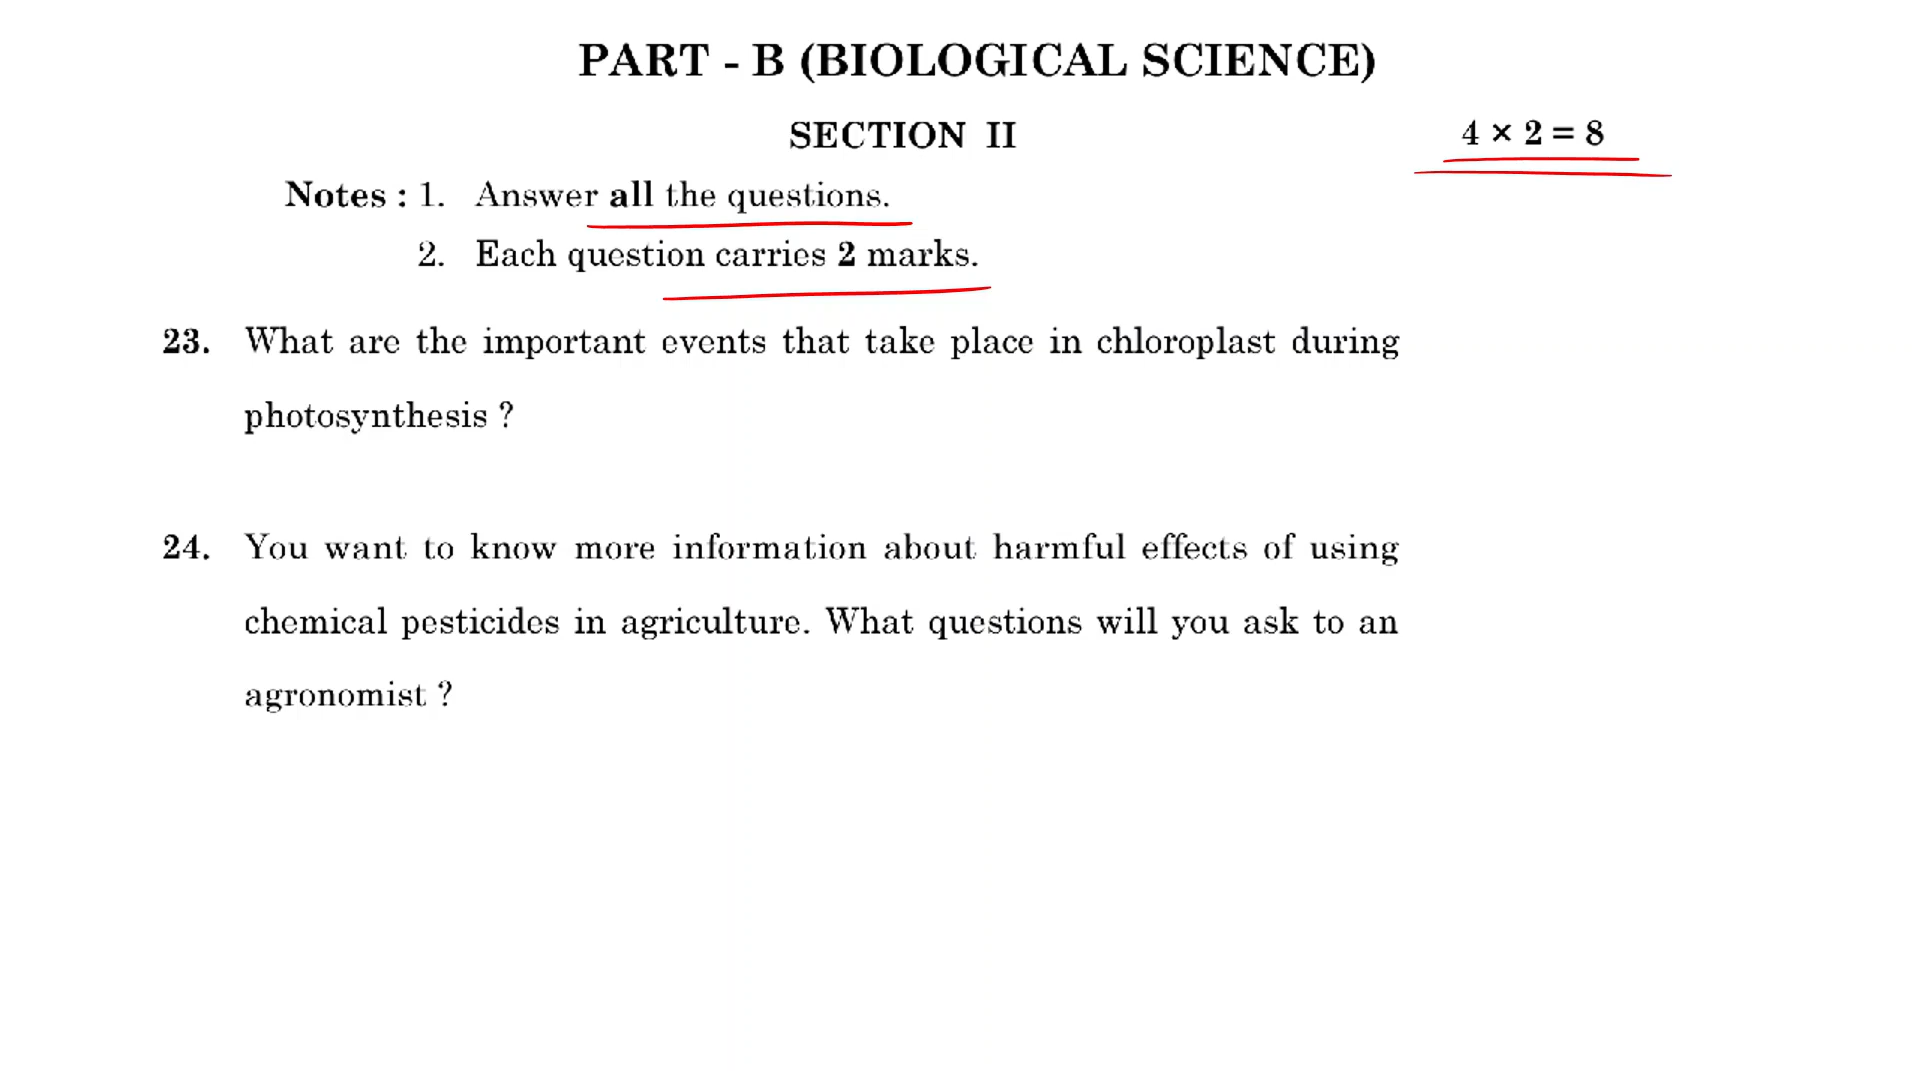 PART - B (BIOLOGICAL SCIENCE)
SECTION II
4 × 2 = 8
Notes : 1. Answer all the questions.
2. Each question carries 2 marks.
23. What are the important events that take place in chloroplast during
photosynthesis ?
24. You want to know more information about harmful effects of using
chemical pesticides in agriculture. What questions will you ask to an
agronomist ?